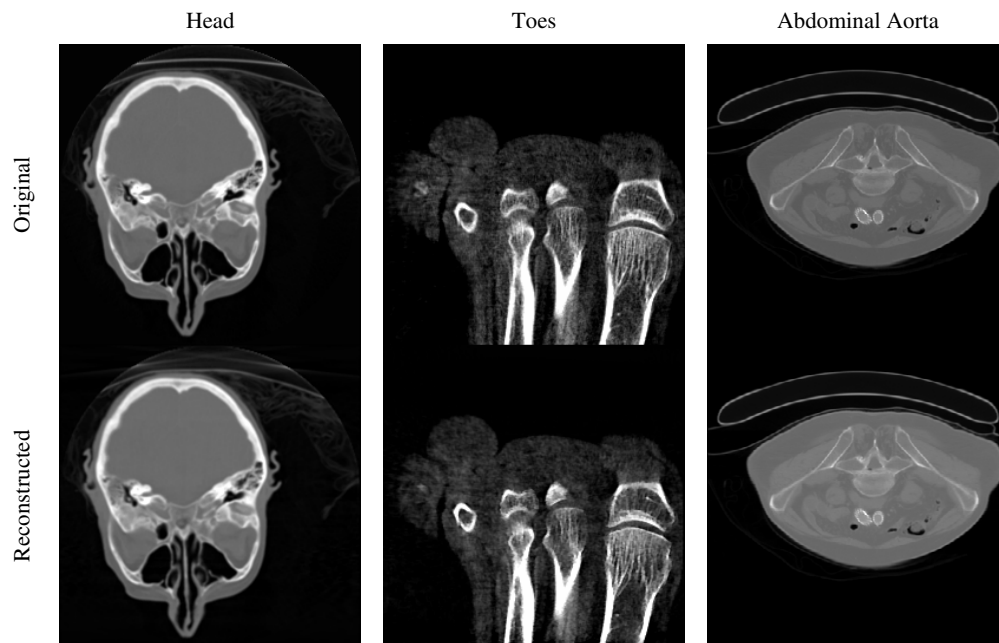 Head
Toes
Abdominal Aorta
Original
Reconstructed